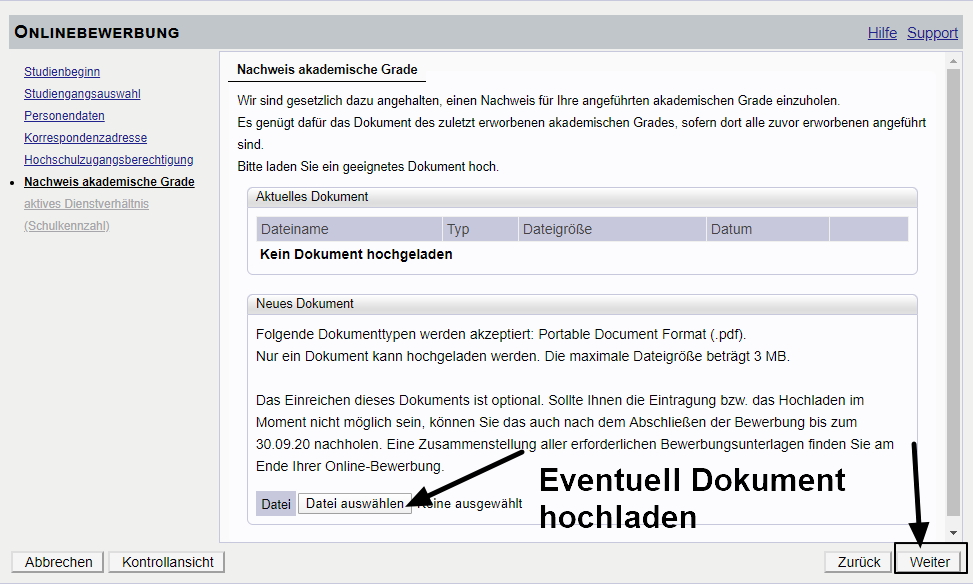 ONLINEBEWERBUNG
Hilfe Support
Studienbeginn
Studiengangsauswahl
Personendaten
Korrespondenzadresse
Hochschulzugangsberechtigung
Nachweis akademische Grade
aktives Dienstverhältnis
(Schulkennzahl)
Nachweis akademische Grade
Wir sind gesetzlich dazu angehalten, einen Nachweis für Ihre angeführten akademischen Grade einzuholen.
Es genügt dafür das Dokument des zuletzt erworbenen akademischen Grades, sofern dort alle zuvor erworbenen angeführt
sind.
Bitte laden Sie ein geeignetes Dokument hoch.
Aktuelles Dokument
Dateiname Typ Dateigröße Datum
Kein Dokument hochgeladen
Neues Dokument
Folgende Dokumenttypen werden akzeptiert: Portable Document Format (.pdf).
Nur ein Dokument kann hochgeladen werden. Die maximale Dateigröße beträgt 3 MB.
Das Einreichen dieses Dokuments ist optional. Sollte Ihnen die Eintragung bzw. das Hochladen im
Moment nicht möglich sein, können Sie das auch nach dem Abschließen der Bewerbung bis zum
30.09.20 nachholen. Eine Zusammenstellung aller erforderlichen Bewerbungsunterlagen finden Sie am
Ende Ihrer Online-Bewerbung.
Datei Datei auswählen Keine ausgewählt
Eventuell Dokument
hochladen
Abbrechen Kontrollansicht Zurück Weiter